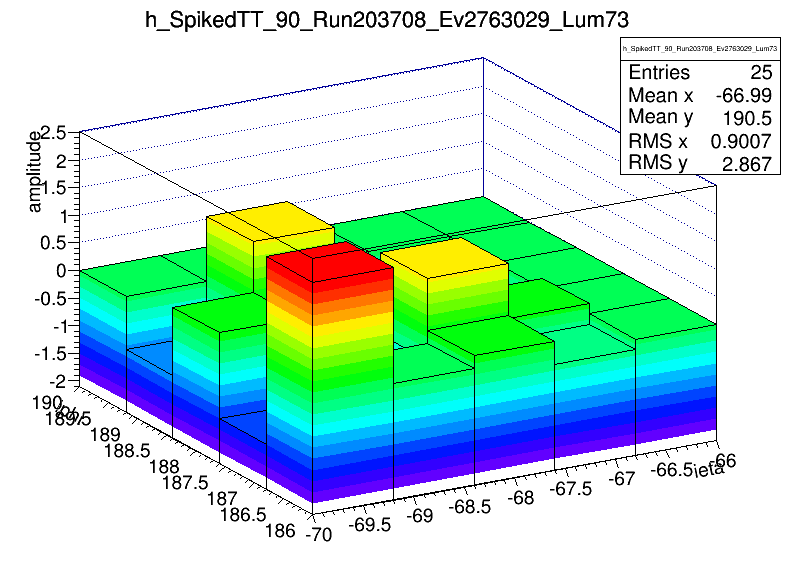 h_SpikedTT_90_Run203708_Ev2763029_Lum73
h_SpikedTT_90_Run203708_Ev2763029_Lum73
Entries 25
Mean x -66.99
Mean y 190.5
RMS x 0.9007
RMS y 2.867
amplitude
2.5
2
1.5
1
0.5
0
-0.5
-1
-1.5
-2
190
189.5
189
188.5
188
187.5
187
186.5
186
iphi
-70
-69.5
-69
-68.5
-68
-67.5
-67
-66.5
-66
ieta